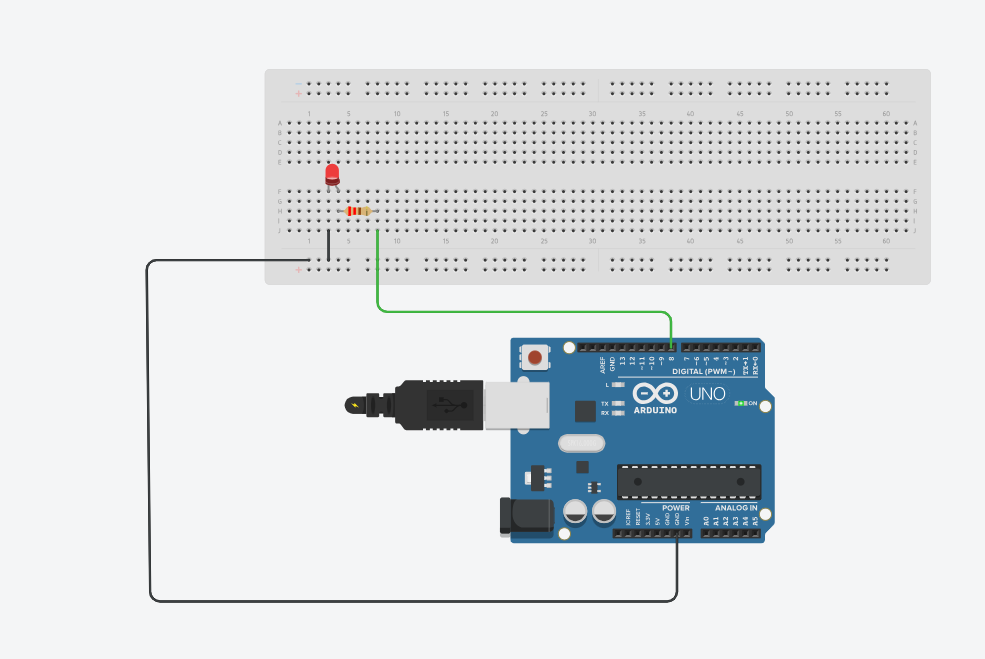 1 5 10 15 20 25 30 35 40 45 50 55 60
A A
B B
C C
D D
E E
F F
G G
H H
I I
J J
1 5 10 15 20 25 30 35 40 45 50 55 60
AREF GND 13 12 ~11 ~10 ~9 8 7 ~6 ~5 4 ~3 2 TX→1 RX←0
DIGITAL (PWM~)
L
TX
RX
UNO
ARDUINO
ON
POWER
ANALOG IN
IOREF RESET 3.3V 5V GND GND Vin A0 A1 A2 A3 A4 A5